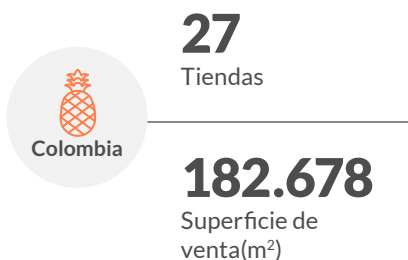 27
Tiendas
Colombia
182.678
Superficie de
venta(m²)